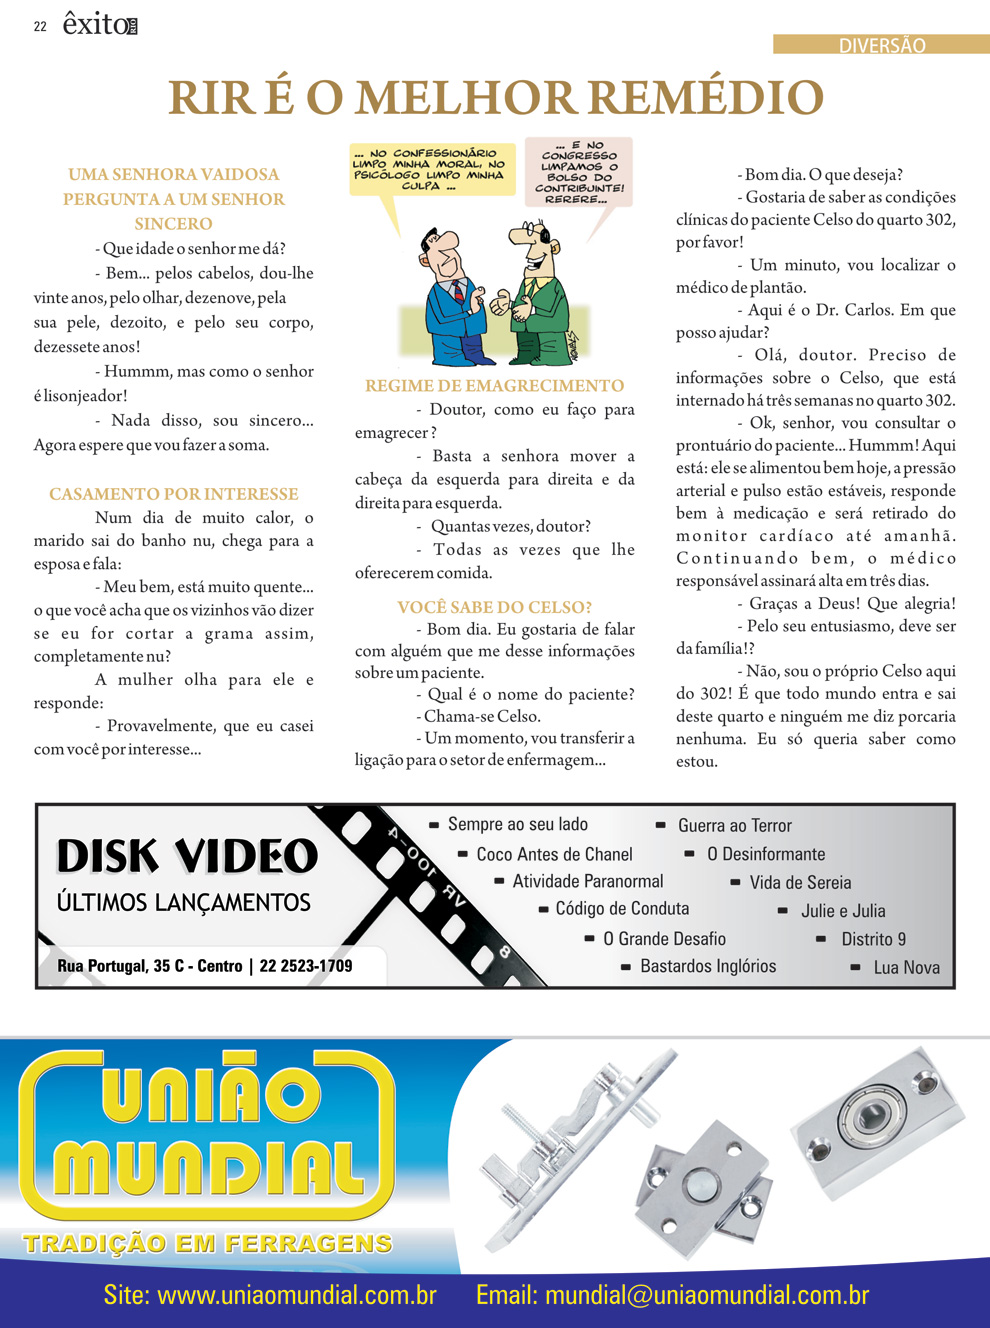 22 êxito RIO
DIVERSÃO
RIR É O MELHOR REMÉDIO
UMA SENHORA VAIDOSA
PERGUNTA A UM SENHOR
SINCERO
- Que idade o senhor me dá?
- Bem... pelos cabelos, dou-lhe
vinte anos, pelo olhar, dezenove, pela
sua pele, dezoito, e pelo seu corpo,
dezessete anos!
- Hummm, mas como o senhor
é lisonjeador!
- Nada disso, sou sincero...
Agora espere que vou fazer a soma.
CASAMENTO POR INTERESSE
Num dia de muito calor, o
marido sai do banho nu, chega para a
esposa e fala:
- Meu bem, está muito quente...
o que você acha que os vizinhos vão dizer
se eu for cortar a grama assim,
completamente nu?
A mulher olha para ele e
responde:
- Provavelmente, que eu casei
com você por interesse...
... NO CONFESSIONÁRIO
LIMPO MINHA MORAL, NO
PSICÓLOGO LIMPO MINHA
CULPA ...
... E NO
CONGRESSO
LIMPAMOS O
BOLSO DO
CONTRIBUINTE!
RERERE...
REGIME DE EMAGRECIMENTO
- Doutor, como eu faço para
emagrecer ?
- Basta a senhora mover a
cabeça da esquerda para direita e da
direita para esquerda.
- Quantas vezes, doutor?
- Todas as vezes que lhe
oferecerem comida.
VOCÊ SABE DO CELSO?
- Bom dia. Eu gostaria de falar
com alguém que me desse informações
sobre um paciente.
- Qual é o nome do paciente?
- Chama-se Celso.
- Um momento, vou transferir a
ligação para o setor de enfermagem...
- Bom dia. O que deseja?
- Gostaria de saber as condições
clínicas do paciente Celso do quarto 302,
por favor!
- Um minuto, vou localizar o
médico de plantão.
- Aqui é o Dr. Carlos. Em que
posso ajudar?
- Olá, doutor. Preciso de
informações sobre o Celso, que está
internado há três semanas no quarto 302.
- Ok, senhor, vou consultar o
prontuário do paciente... Hummm! Aqui
está: ele se alimentou bem hoje, a pressão
arterial e pulso estão estáveis, responde
bem à medicação e será retirado do
monitor cardíaco até amanhã.
Continuando bem, o médico
responsável assinará alta em três dias.
- Graças a Deus! Que alegria!
- Pelo seu entusiasmo, deve ser
da família!?
- Não, sou o próprio Celso aqui
do 302! É que todo mundo entra e sai
deste quarto e ninguém me diz porcaria
nenhuma. Eu só queria saber como
estou.
DISK VIDEO
ÚLTIMOS LANÇAMENTOS
Rua Portugal, 35 C - Centro | 22 2523-1709
VR 100-4
8
- Sempre ao seu lado
- Coco Antes de Chanel
- Atividade Paranormal
- Código de Conduta
- O Grande Desafio
- Bastardos Inglórios
- Guerra ao Terror
- O Desinformante
- Vida de Sereia
- Julie e Julia
- Distrito 9
- Lua Nova
UNIÃO
MUNDIAL
TRADIÇÃO EM FERRAGENS
Site: www.uniaomundial.com.br Email: mundial@uniaomundial.com.br